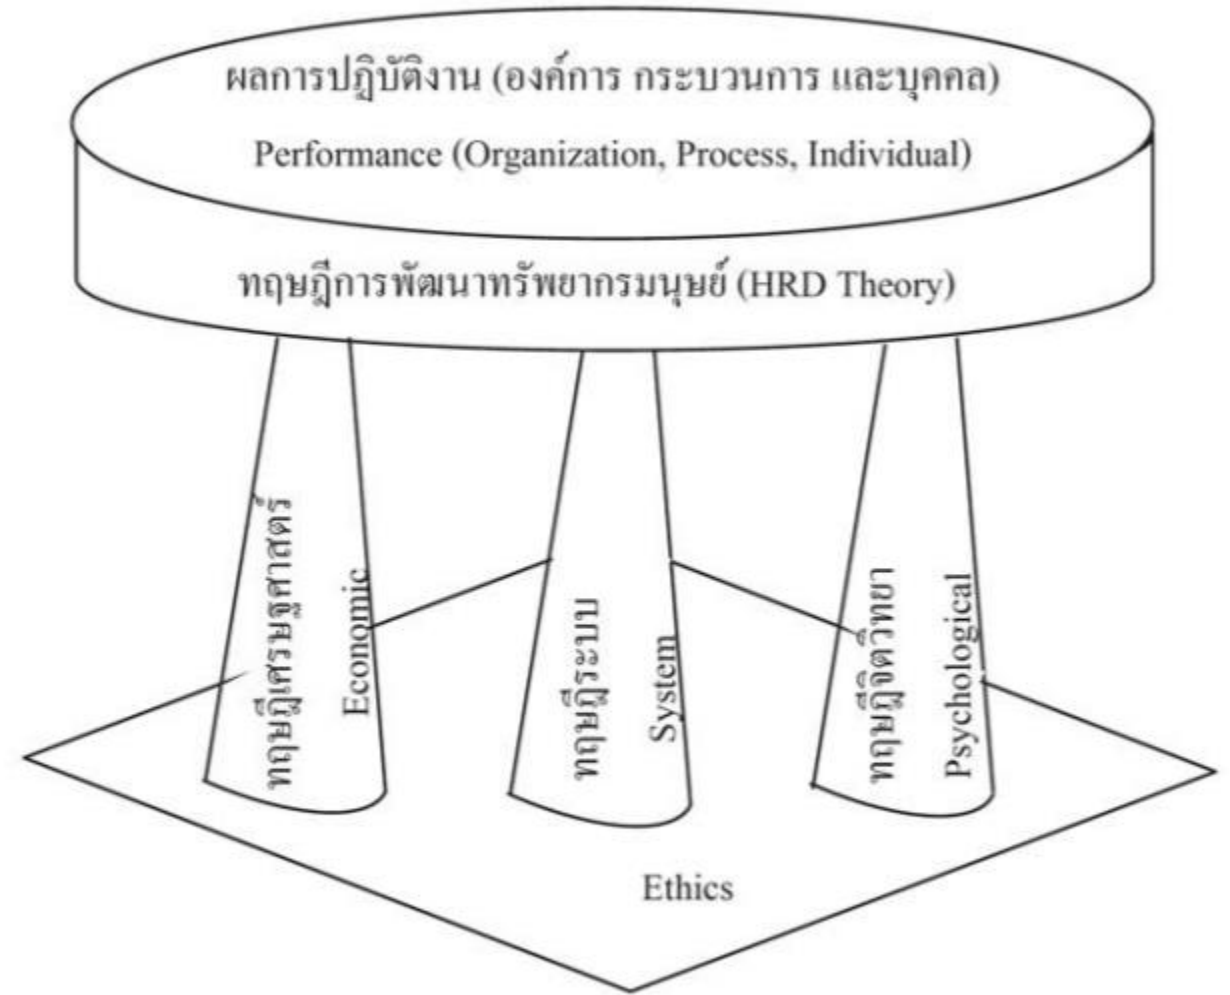 ผลการปฏิบัติงาน (องค์การ กระบวนการ และบุคคล)
Performance (Organization, Process, Individual)
ทฤษฎีการพัฒนาทรัพยากรมนุษย์ (HRD Theory)
ทฤษฎีเศรษฐศาสตร์
Economic
ทฤษฎีระบบ
System
ทฤษฎีจิตวิทยา
Psychological
Ethics